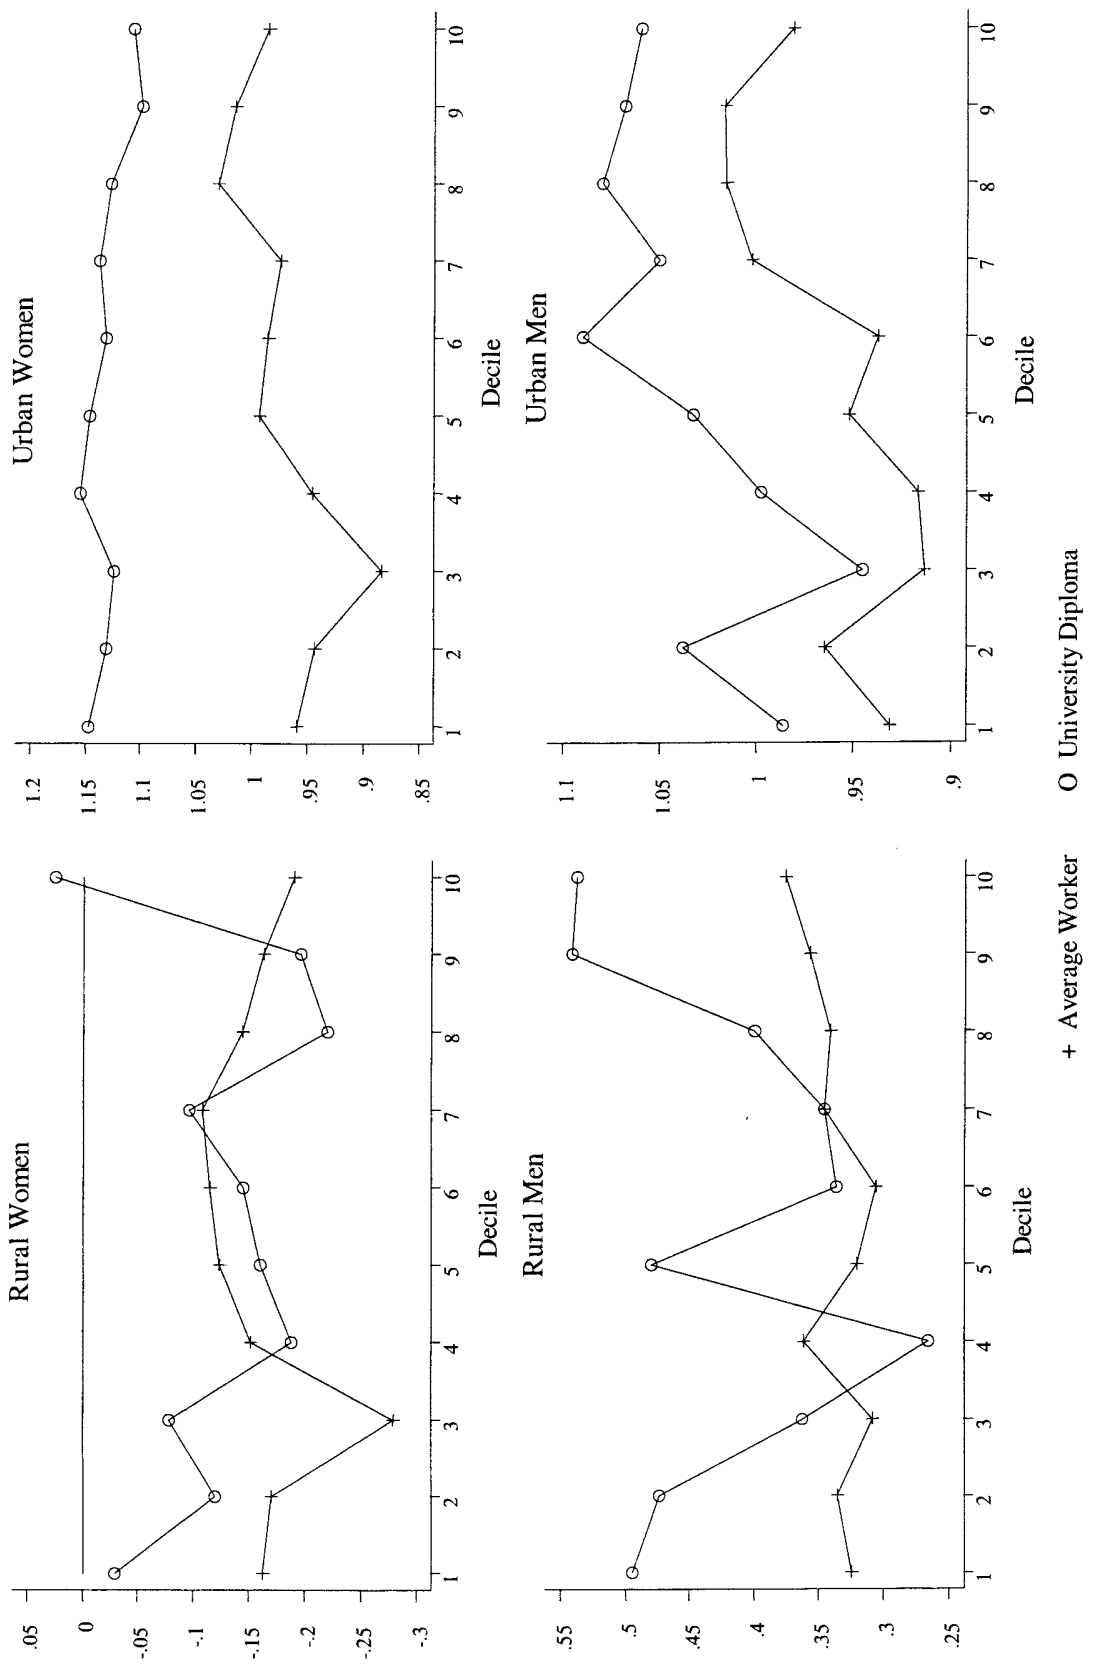 Rural Women
.05
0
-.05
-.1
-.15
-.2
-.25
-.3
1 2 3 4 5 6 7 8 9 10
Decile
Urban Women
1.2
1.15
1.1
1.05
1
.95
.9
.85
1 2 3 4 5 6 7 8 9 10
Decile
Rural Men
.55
.5
.45
.4
.35
.3
.25
1 2 3 4 5 6 7 8 9 10
Decile
Urban Men
1.1
1.05
1
.95
.9
1 2 3 4 5 6 7 8 9 10
Decile
+ Average Worker O University Diploma